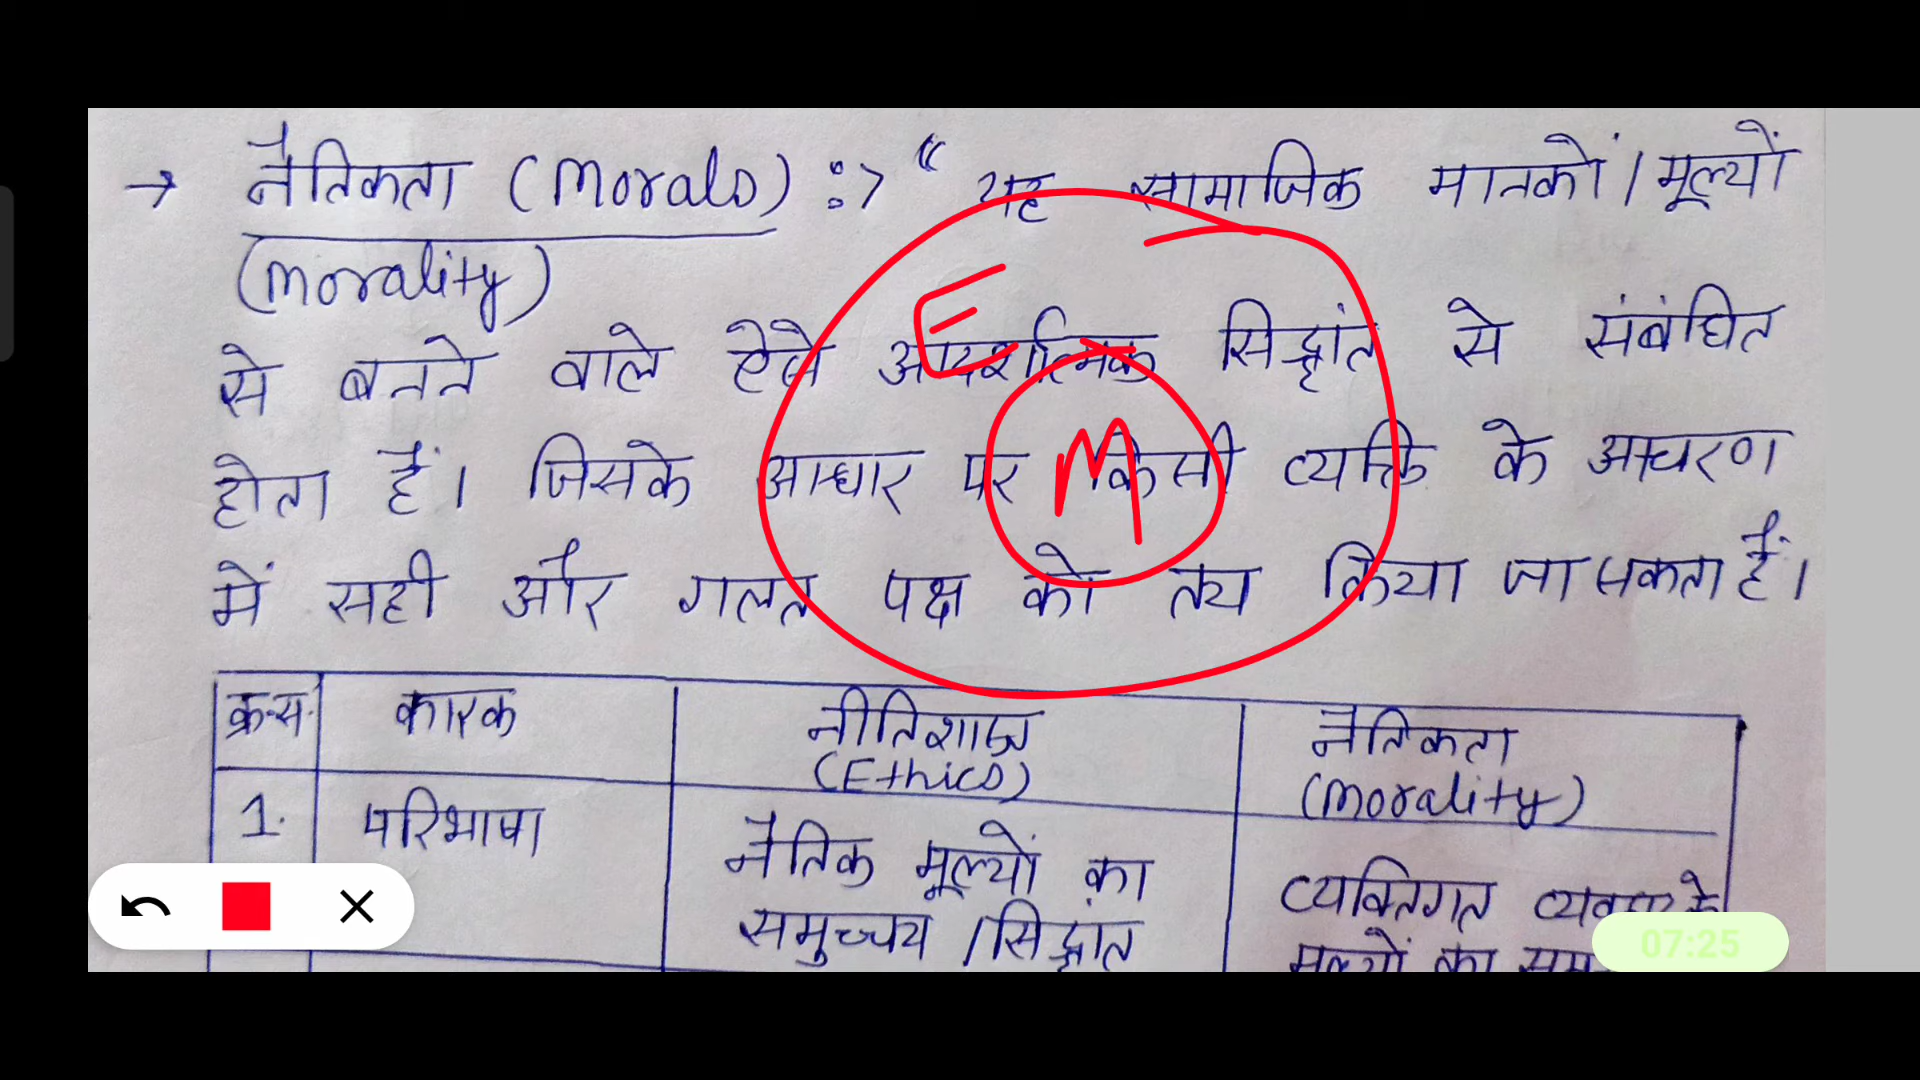 → नैतिकता (Morals) :> “ यह सामाजिक मानकों / मूल्यों
(Morality)
से बनने वाले ऐसे आदर्शात्मक सिद्धांत से संबंधित
होता हैं। जिसके आधार पर किसी व्यक्ति के आचरण
में सही और गलत पक्ष को तय किया जा सकता हैं।
E
M
क्र.सं. कारक नीतिशास्त्र (Ethics) नैतिकता (Morality)
1. परिभाषा नैतिक मूल्यों का व्यक्तिगत व्यवहार के
समुच्चय / सिद्धांत मूल्यों का
07:25